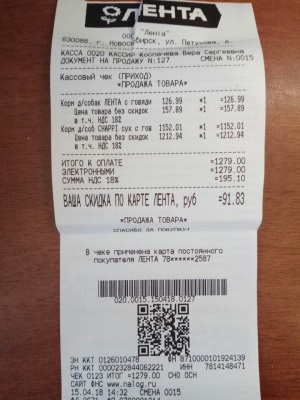 ЛЕНТА
ООО "Лента"
630088, г. Новосибирск, ул. Петухова, д.
КАССА 0020 Кассир Вера Сергеевна
ДОКУМЕНТ НА ПРОДАЖУ N:127 СМЕНА N:0015
Кассовый чек (ПРИХОД)
*ПРОДАЖА ТОВАРА*
Корм д/собак ЛЕНТА с говяди 126.99 *1 =126.99
Цена товара без скидок 157.89 *1 =157.89
в т.ч. НДС 18%
Корм д/соб CHAPPI сух с гов 1152.01 *1 =1152.01
Цена товара без скидок 1212.94 *1 =1212.94
в т.ч. НДС 18%
ИТОГО К ОПЛАТЕ =1279.00
ЭЛЕКТРОННЫМИ =1279.00
СУММА НДС 18% =195.10
ВАША СКИДКА ПО КАРТЕ ЛЕНТА, руб =91.83
*ПРОДАЖА ТОВАРА*
СПАСИБО ЗА ПОКУПКУ!
В чеке применена карта постоянного
покупателя ЛЕНТА 78******2587
020.0015.150418.0127
ЗН ККТ 0126010478 ФН 8710000101924139
РН ККТ 0000232844062221 ИНН 7814148471
ЧЕК 0123 ИТОГ =1279.00 СНО ОСН
САЙТ ФНС www.nalog.ru
15.04.18 14:32 СМЕНА 0015